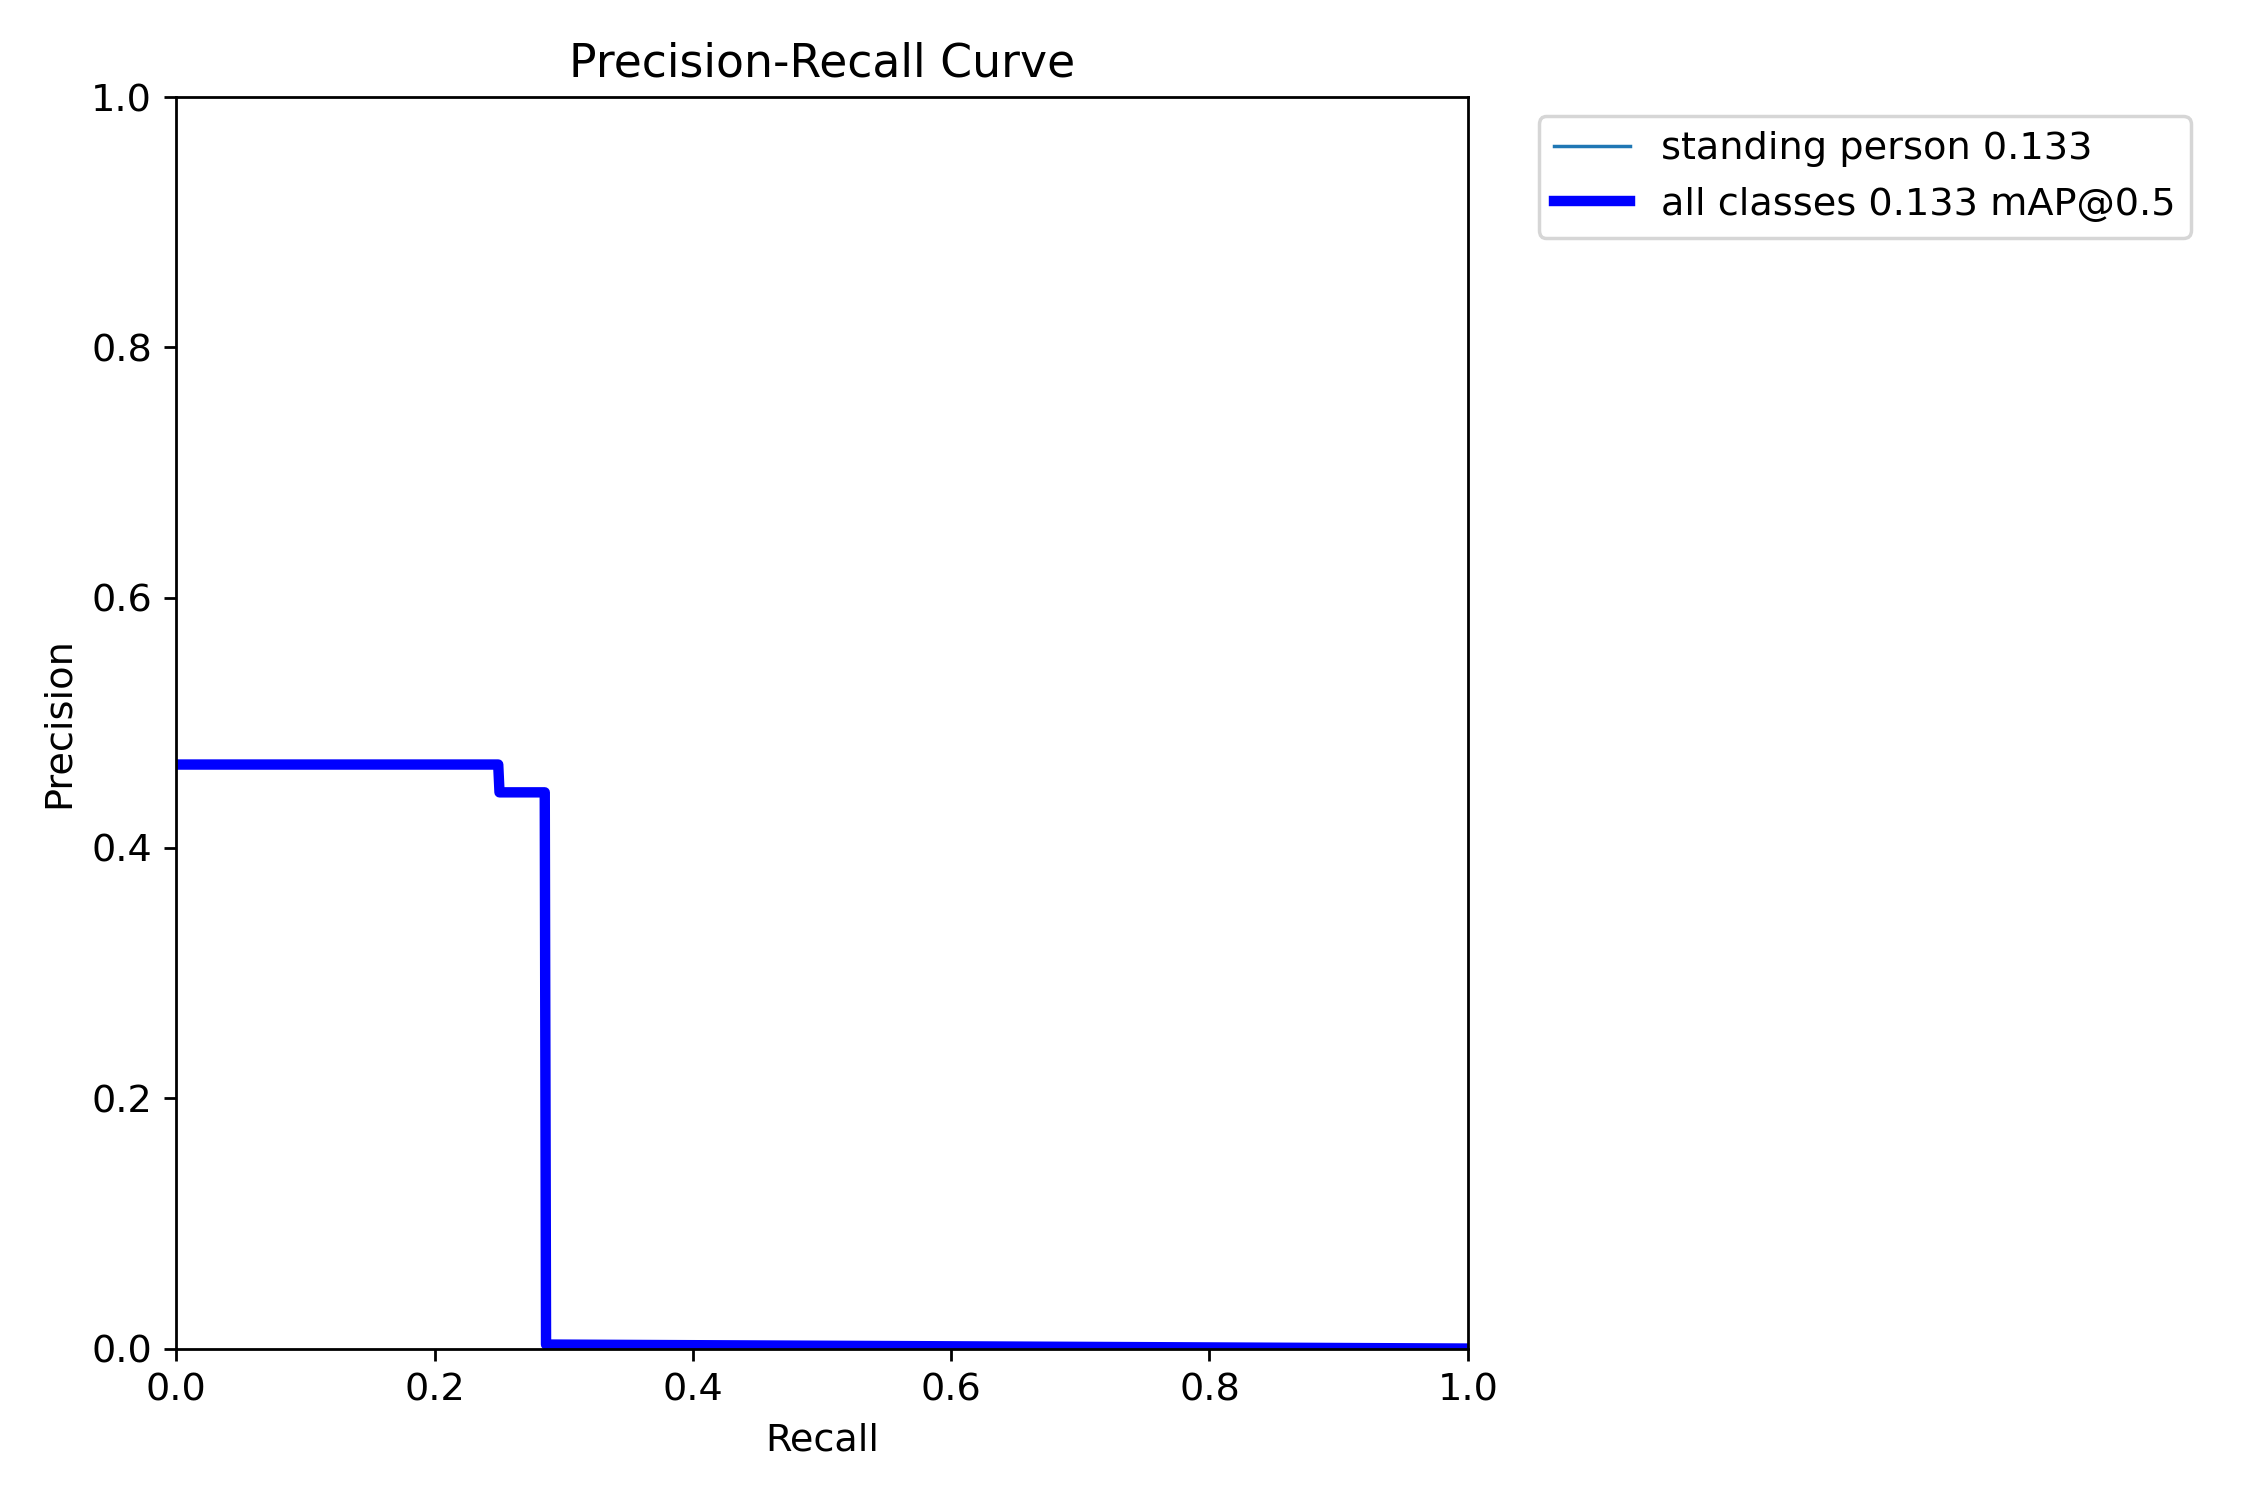 Precision-Recall Curve
standing person 0.133
all classes 0.133 mAP@0.5
1.0
0.8
0.6
0.4
0.2
0.0
Precision
0.0 0.2 0.4 0.6 0.8 1.0
Recall